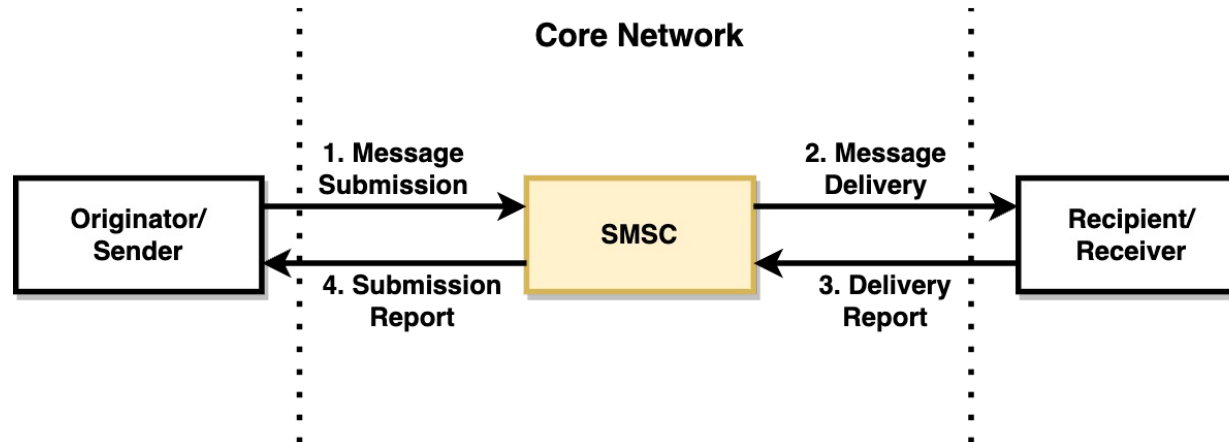 Core Network
1. Message
Submission
2. Message
Delivery
Originator/
Sender
SMSC
Recipient/
Receiver
4. Submission
Report
3. Delivery
Report